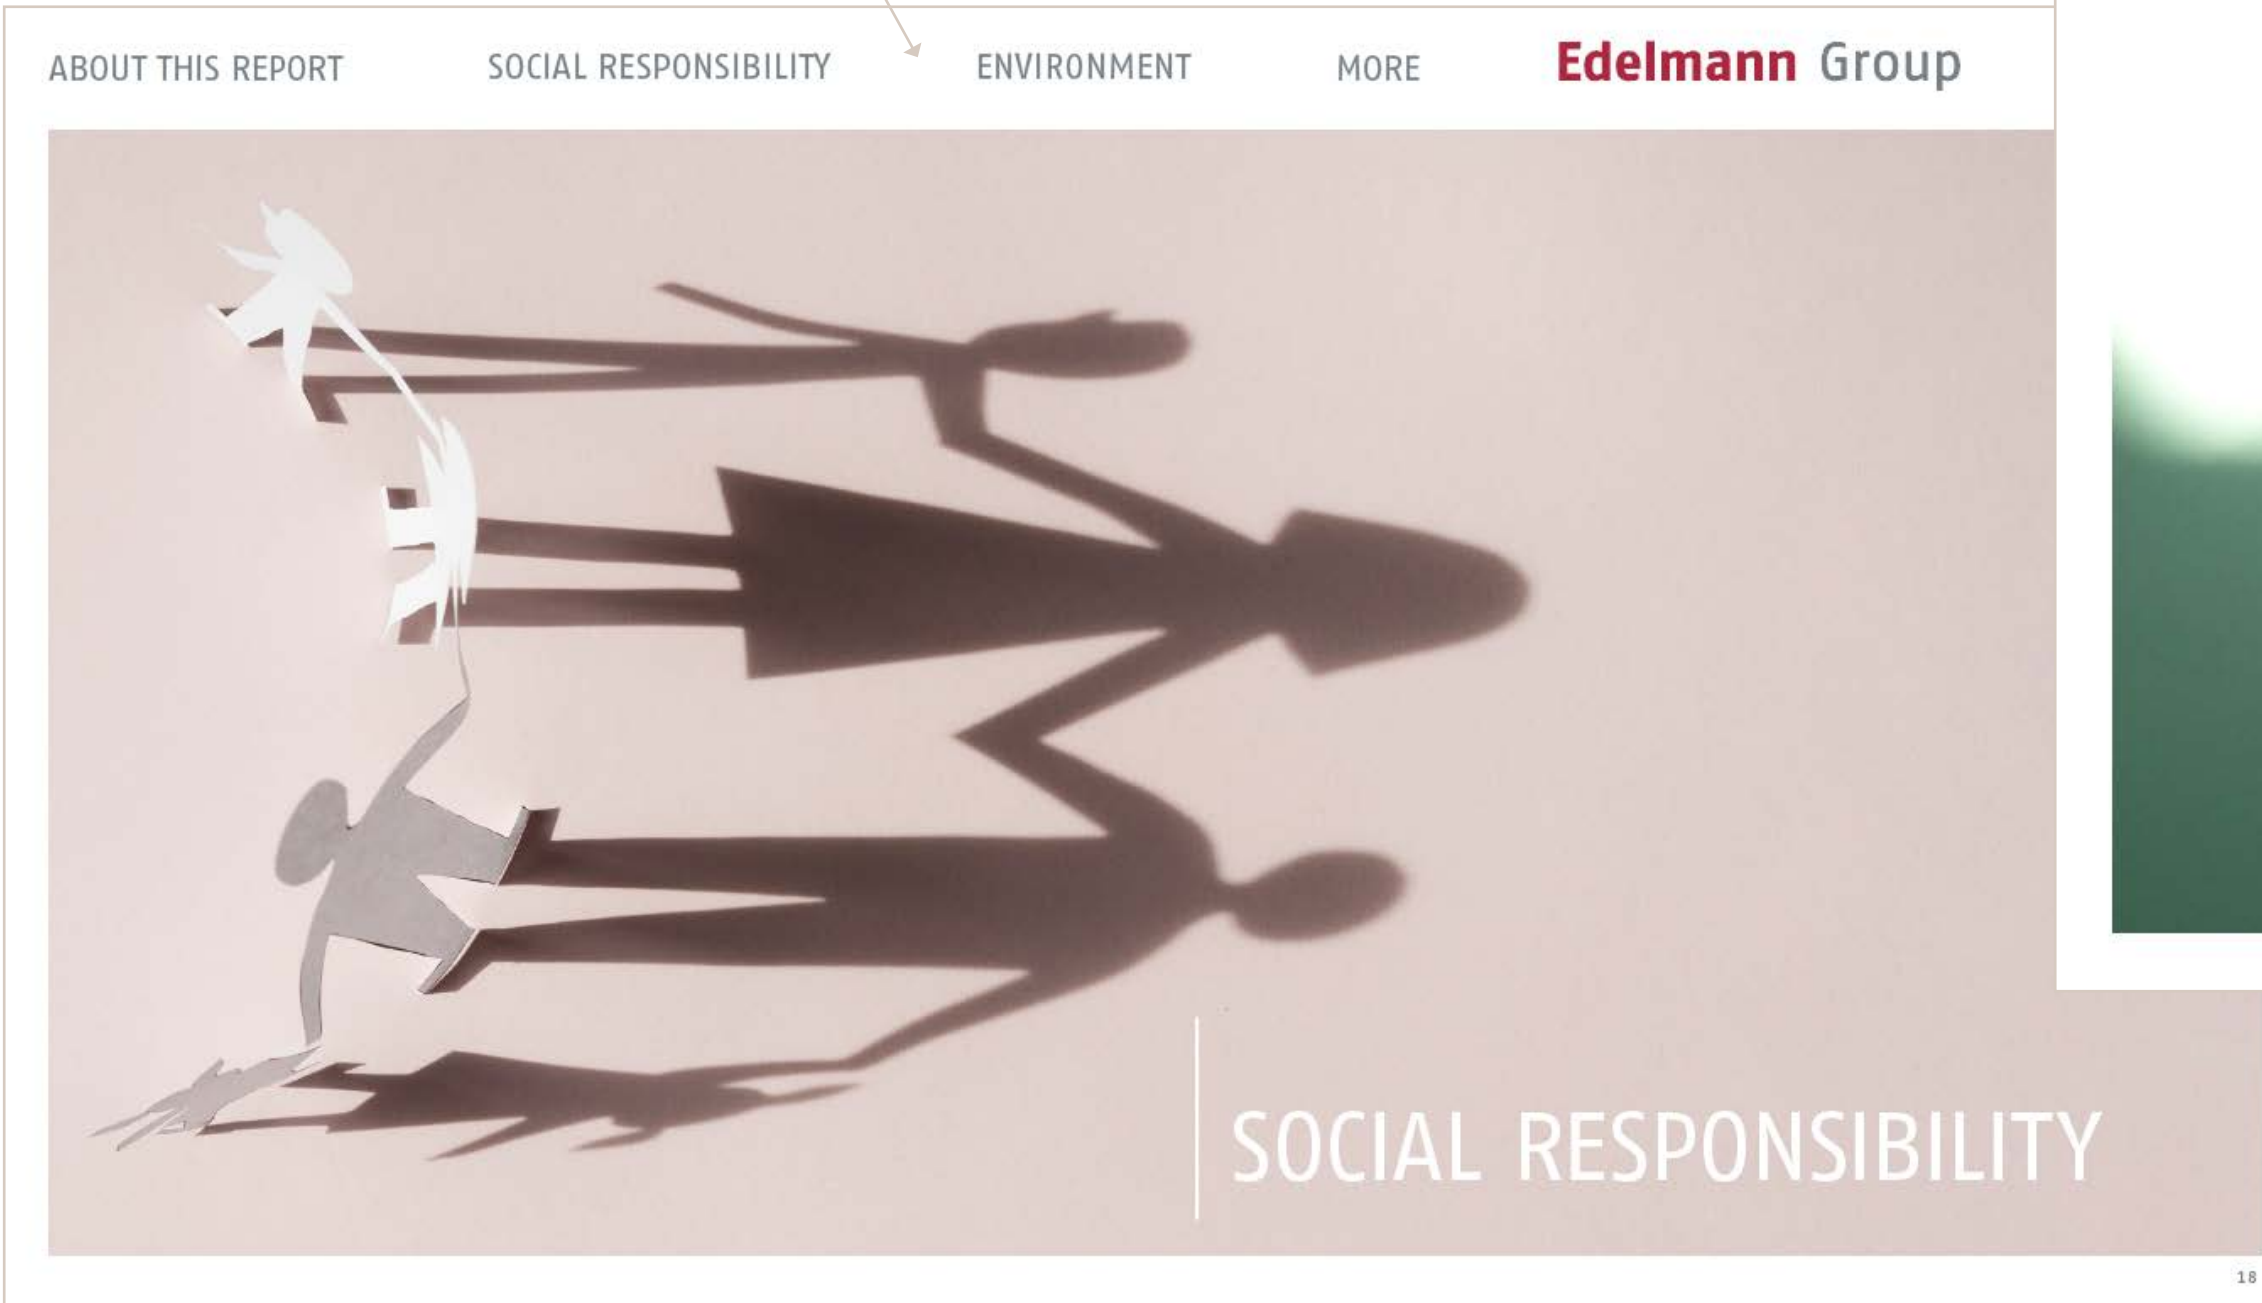 ABOUT THIS REPORT SOCIAL RESPONSIBILITY ENVIRONMENT MORE Edelmann Group
SOCIAL RESPONSIBILITY
18